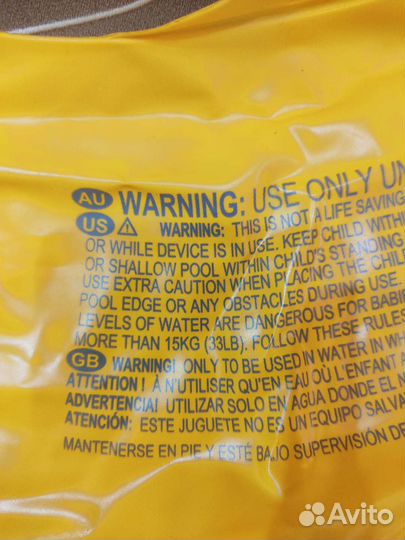 AU WARNING: USE ONLY UN
US WARNING: THIS IS NOT A LIFE SAVING
OR WHILE DEVICE IS IN USE. KEEP CHILD WITHIN
OR SHALLOW POOL WITHIN CHILD'S STANDING
USE EXTRA CAUTION WHEN PLACING THE CHIL
POOL EDGE OR ANY OBSTACLES DURING USE.
LEVELS OF WATER ARE DANGEROUS FOR BABIE
MORE THAN 15KG (33LB). FOLLOW THESE RULES
GB WARNING! ONLY TO BE USED IN WATER IN WH
ATTENTION ! À N'UTILISER QU'EN EAU OÙ L'ENFANT A
ADVERTENCIA! UTILIZAR SOLO EN AGUA DONDE EL N
ATENCIÓN: ESTE JUGUETE NO ES UN EQUIPO SALVA
MANTENERSE EN PIE Y ESTÉ BAJO SUPERVISIÓN DE
Avito